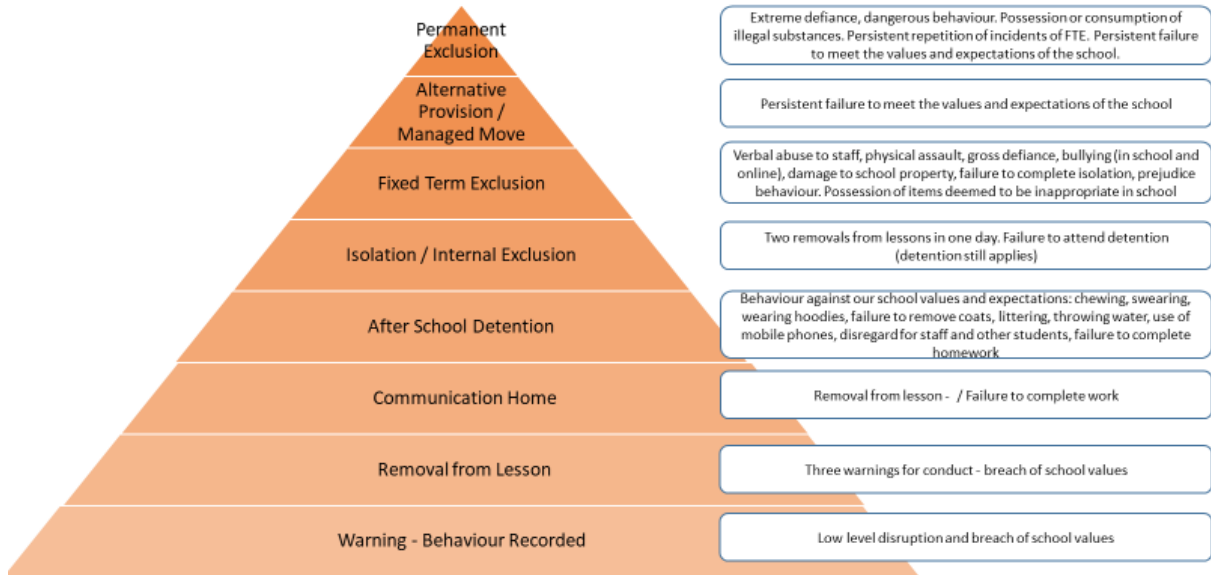 Permanent
Exclusion
Extreme defiance, dangerous behaviour. Possession or consumption of
illegal substances. Persistent repetition of incidents of FTE. Persistent failure
to meet the values and expectations of the school.
Alternative
Provision /
Managed Move
Persistent failure to meet the values and expectations of the school
Fixed Term Exclusion
Verbal abuse to staff, physical assault, gross defiance, bullying (in school and
online), damage to school property, failure to complete isolation, prejudice
behaviour. Possession of items deemed to be inappropriate in school
Isolation / Internal Exclusion
Two removals from lessons in one day. Failure to attend detention
(detention still applies)
After School Detention
Behaviour against our school values and expectations: chewing, swearing,
wearing hoodies, failure to remove coats, littering, throwing water, use of
mobile phones, disregard for staff and other students, failure to complete
homework
Communication Home
Removal from lesson - / Failure to complete work
Removal from Lesson
Three warnings for conduct - breach of school values
Warning - Behaviour Recorded
Low level disruption and breach of school values